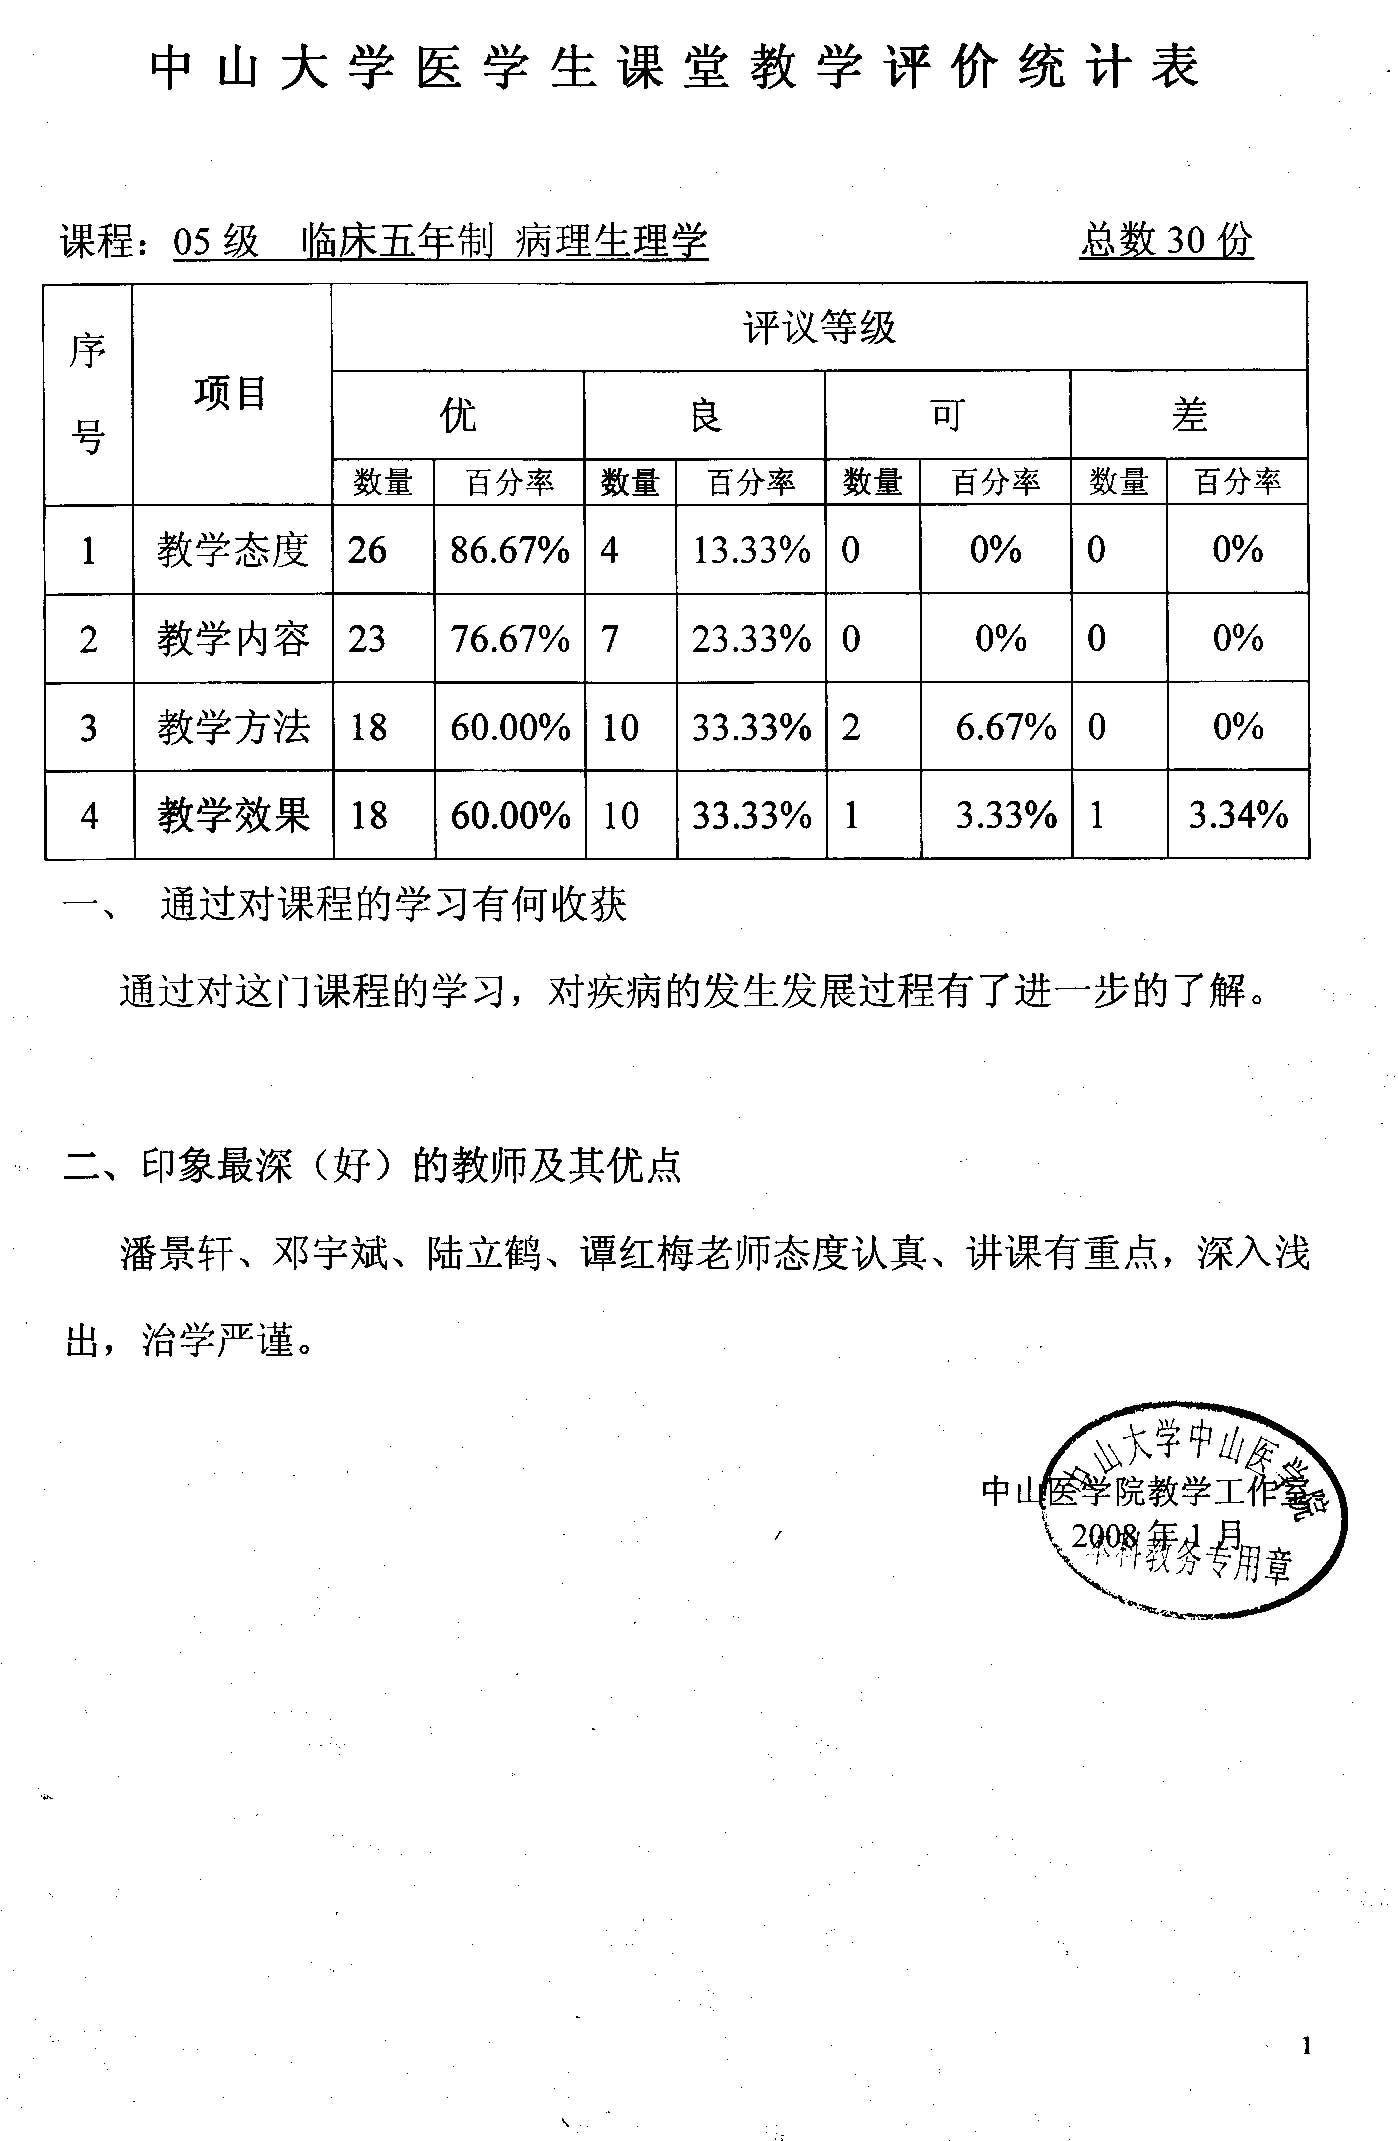 中山大学医学生课堂教学评价统计表
课程：05级 临床五年制 病理生理学 总数30份
序号 项目 评议等级
优 良 可 差
数量 百分率 数量 百分率 数量 百分率 数量 百分率
1 教学态度 26 86.67% 4 13.33% 0 0% 0 0%
2 教学内容 23 76.67% 7 23.33% 0 0% 0 0%
3 教学方法 18 60.00% 10 33.33% 2 6.67% 0 0%
4 教学效果 18 60.00% 10 33.33% 1 3.33% 1 3.34%
一、 通过对课程的学习有何收获
通过对这门课程的学习，对疾病的发生发展过程有了进一步的了解。
二、印象最深（好）的教师及其优点
潘景轩、邓宇斌、陆立鹤、谭红梅老师态度认真、讲课有重点，深入浅
出，治学严谨。
中山大学中山医学院
中山医学院教学工作室
2008年1月
本科教务专用章
1